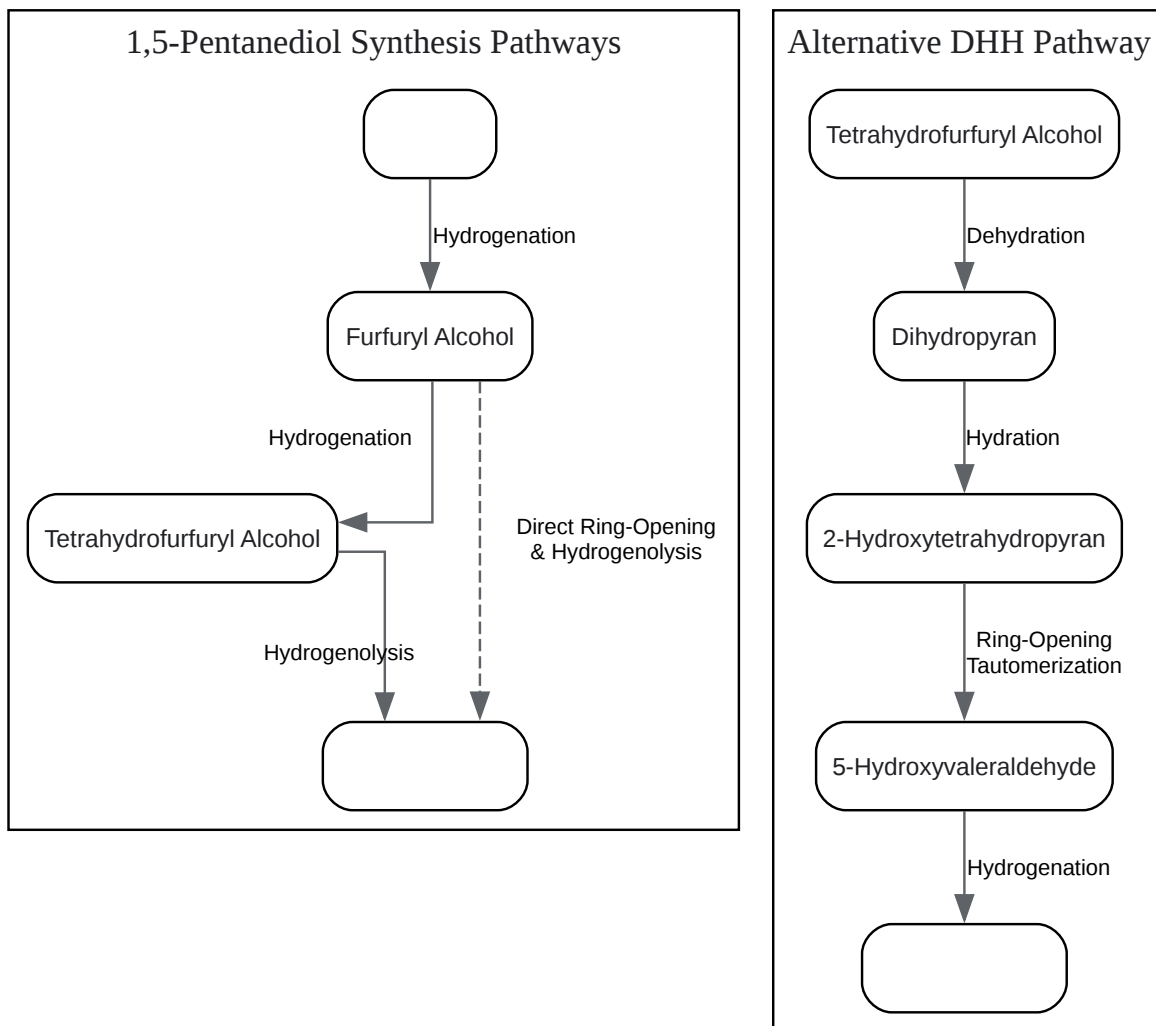 1,5-Pentanediol Synthesis Pathways
Hydrogenation
Furfuryl Alcohol
Hydrogenation
Tetrahydrofurfuryl Alcohol
Direct Ring-Opening
& Hydrogenolysis
Hydrogenolysis
Alternative DHH Pathway
Tetrahydrofurfuryl Alcohol
Dehydration
Dihydropyran
Hydration
2-Hydroxytetrahydropyran
Ring-Opening
Tautomerization
5-Hydroxyvaleraldehyde
Hydrogenation